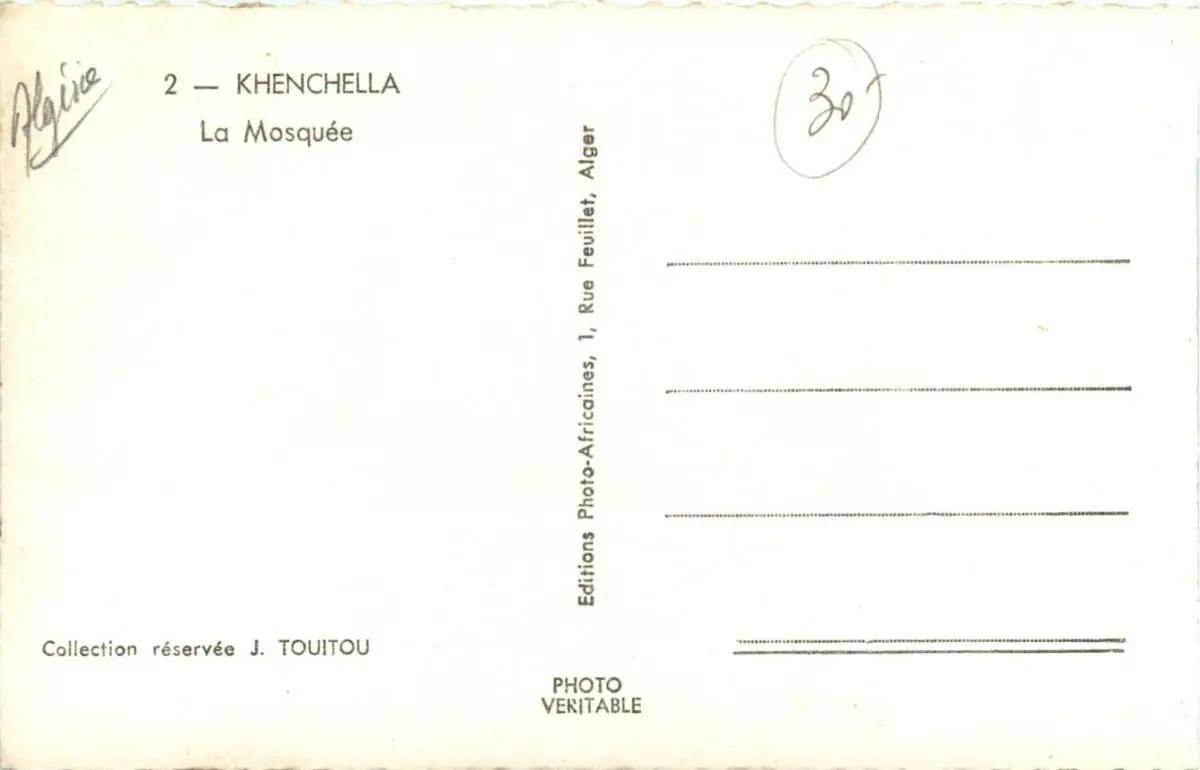 Algérie
2 — KHENCHELLA
La Mosquée
30
Editions Photo-Africaines, 1, Rue Feuillet, Alger
Collection réservée J. TOUITOU
PHOTO
VERITABLE